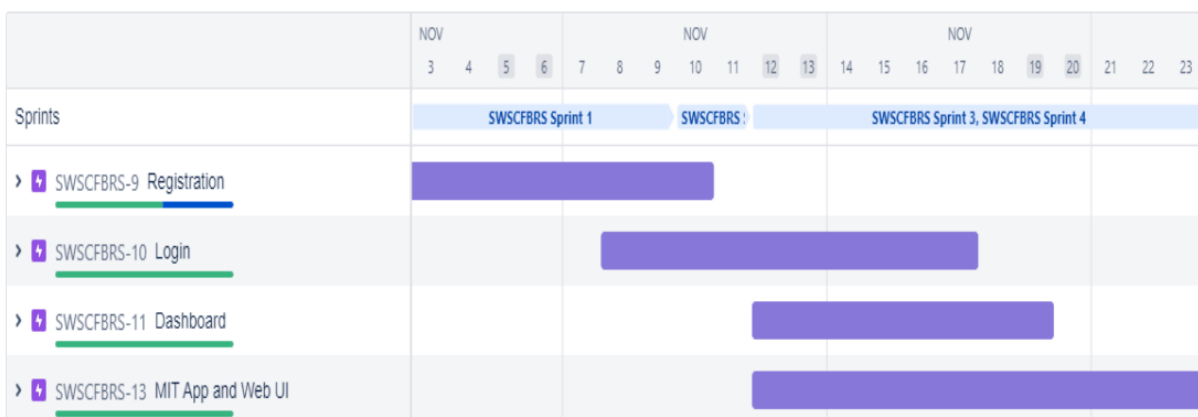 NOV NOV NOV
3 4 5 6 7 8 9 10 11 12 13 14 15 16 17 18 19 20 21 22 23
Sprints SWSCFBRS Sprint 1 SWSCFBRS SWSCFBRS Sprint 3, SWSCFBRS Sprint 4
SWSCFBRS-9 Registration
SWSCFBRS-10 Login
SWSCFBRS-11 Dashboard
SWSCFBRS-13 MIT App and Web UI